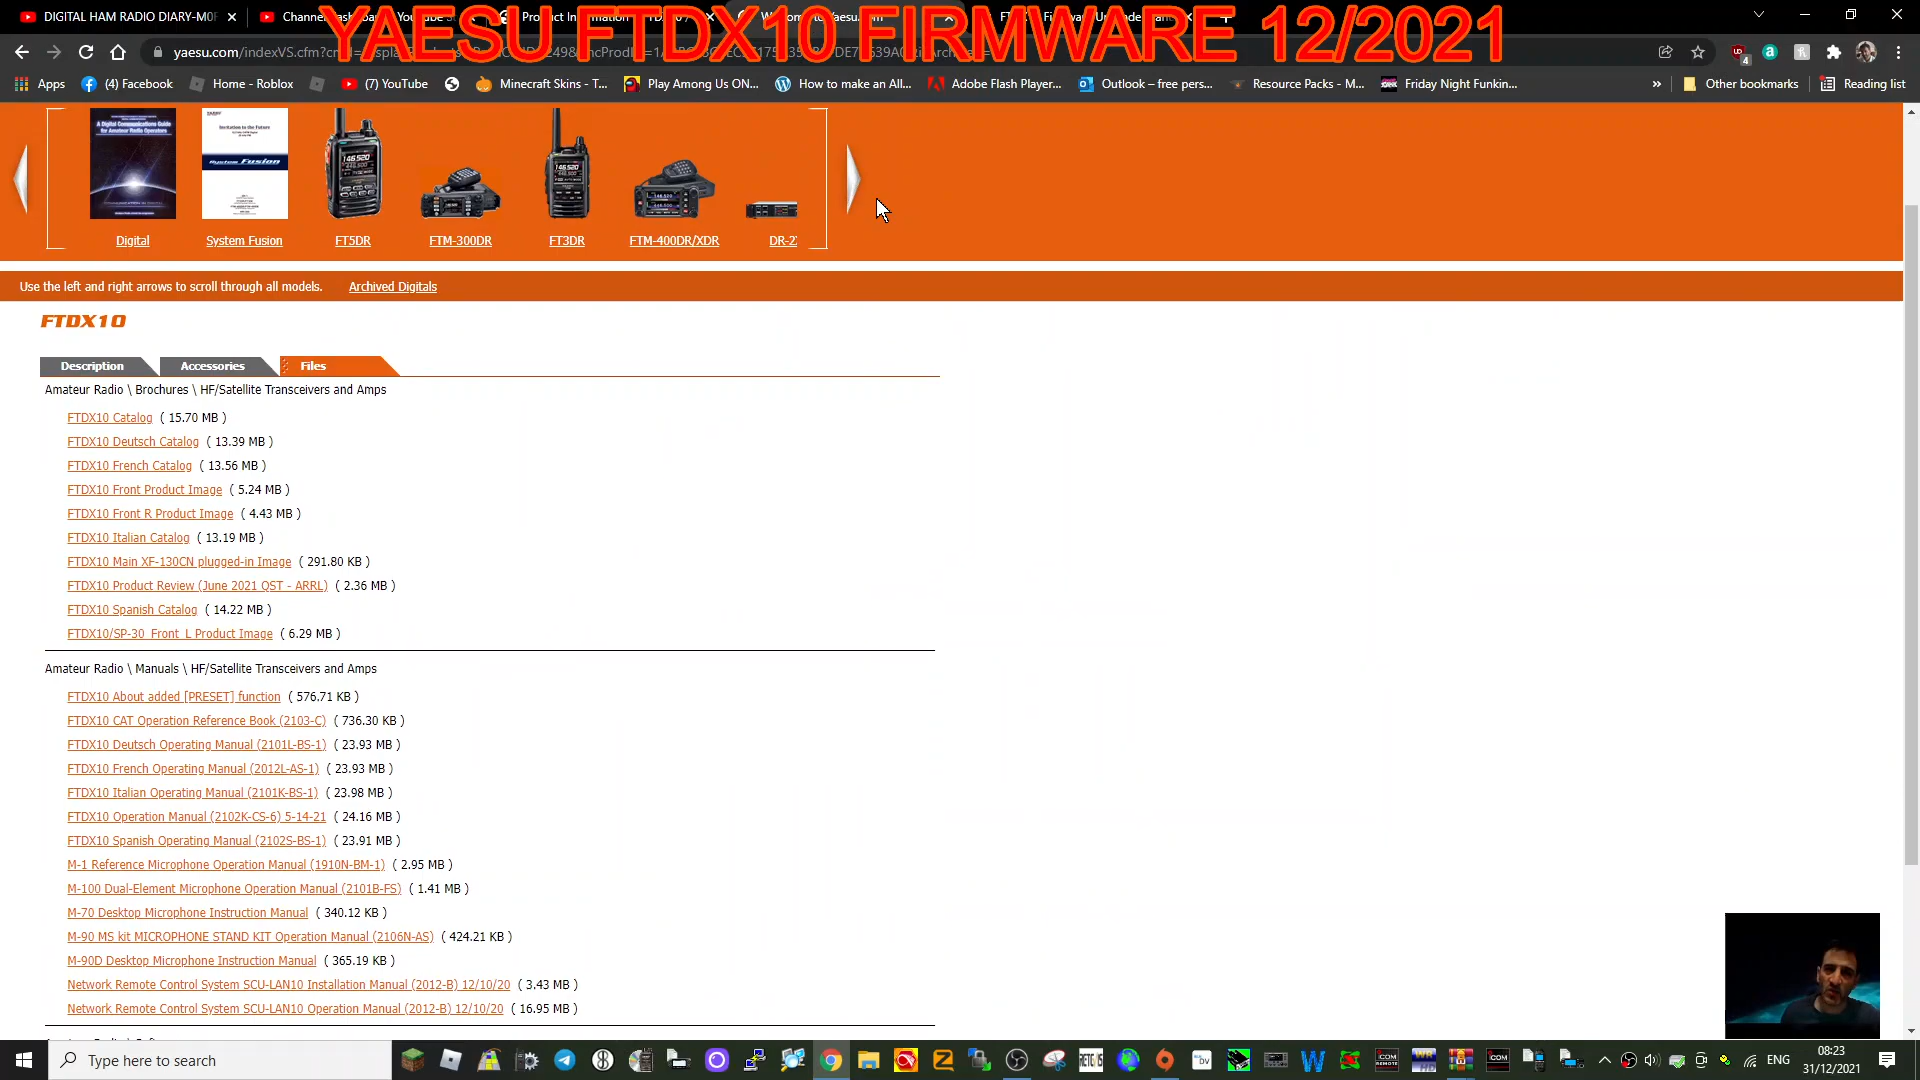 DIGITAL HAM RADIO DIARY-M0F
YAESU FTDX10 FIRMWARE 12/2021
Apps
(4) Facebook
Home - Roblox
(7) YouTube
Minecraft Skins - T...
Play Among Us ON...
How to make an All...
Adobe Flash Player...
Outlook – free pers...
Resource Packs - M...
Friday Night Funkin...
Other bookmarks
Reading list
Digital
System Fusion
FT5DR
FTM-300DR
FT3DR
FTM-400DR/XDR
DR-2
Use the left and right arrows to scroll through all models. Archived Digitals
FTDX10
Description
Accessories
Files
Amateur Radio \ Brochures \ HF/Satellite Transceivers and Amps
FTDX10 Catalog ( 15.70 MB )
FTDX10 Deutsch Catalog ( 13.39 MB )
FTDX10 French Catalog ( 13.56 MB )
FTDX10 Front Product Image ( 5.24 MB )
FTDX10 Front R Product Image ( 4.43 MB )
FTDX10 Italian Catalog ( 13.19 MB )
FTDX10 Main XF-130CN plugged-in Image ( 291.80 KB )
FTDX10 Product Review (June 2021 QST - ARRL) ( 2.36 MB )
FTDX10 Spanish Catalog ( 14.22 MB )
FTDX10/SP-30 Front L Product Image ( 6.29 MB )
Amateur Radio \ Manuals \ HF/Satellite Transceivers and Amps
FTDX10 About added [PRESET] function ( 576.71 KB )
FTDX10 CAT Operation Reference Book (2103-C) ( 736.30 KB )
FTDX10 Deutsch Operating Manual (2101L-BS-1) ( 23.93 MB )
FTDX10 French Operating Manual (2012L-AS-1) ( 23.93 MB )
FTDX10 Italian Operating Manual (2101K-BS-1) ( 23.98 MB )
FTDX10 Operation Manual (2102K-CS-6) 5-14-21 ( 24.16 MB )
FTDX10 Spanish Operating Manual (2102S-BS-1) ( 23.91 MB )
M-1 Reference Microphone Operation Manual (1910N-BM-1) ( 2.95 MB )
M-100 Dual-Element Microphone Operation Manual (2101B-FS) ( 1.41 MB )
M-70 Desktop Microphone Instruction Manual ( 340.12 KB )
M-90 MS kit MICROPHONE STAND KIT Operation Manual (2106N-AS) ( 424.21 KB )
M-90D Desktop Microphone Instruction Manual ( 365.19 KB )
Network Remote Control System SCU-LAN10 Installation Manual (2012-B) 12/10/20 ( 3.43 MB )
Network Remote Control System SCU-LAN10 Operation Manual (2012-B) 12/10/20 ( 16.95 MB )
Type here to search
ENG
08:23
31/12/2021